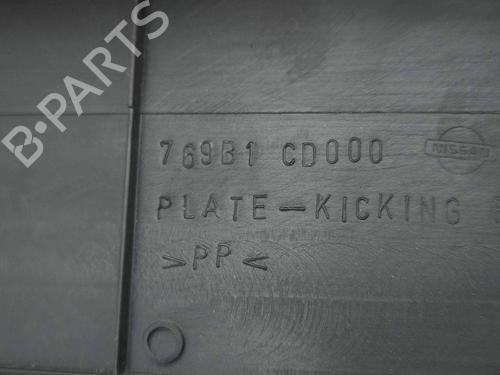 B-PARTS
769B1 CD000
NISSAN
PLATE-KICKING
>PP<